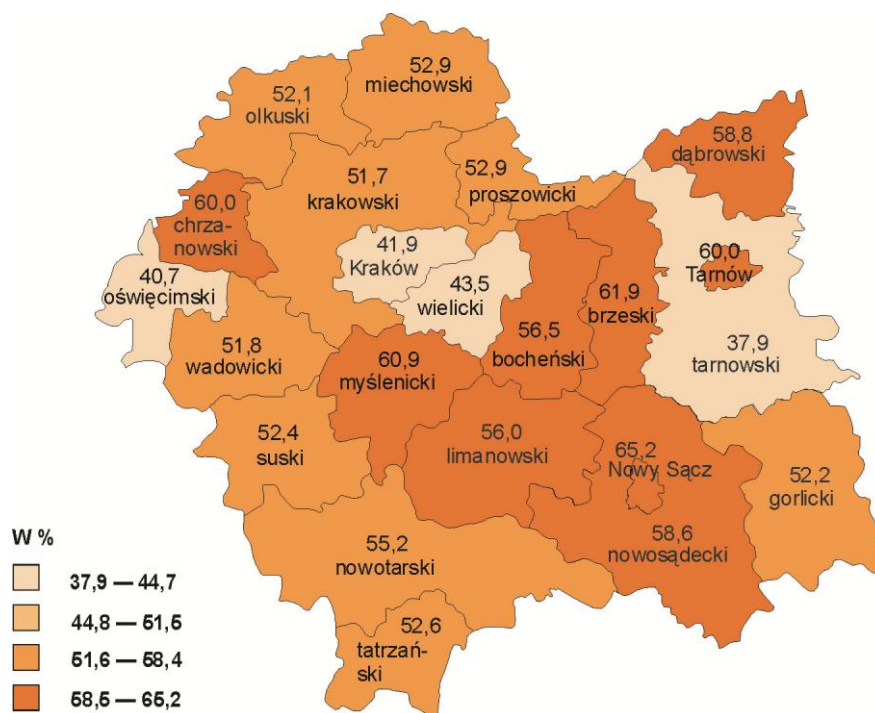 52,9
miechowski
52,1
olkuski
58,8
dąbrowski
51,7
krakowski
52,9
proszowicki
60,0
chrza-
nowski
41,9
Kraków
60,0
Tarnów
40,7
oświęcimski
43,5
wielicki
61,9
brzeski
56,5
bocheński
37,9
tarnowski
51,8
wadowicki
60,9
myślenicki
52,4
suski
56,0
limanowski
65,2
Nowy Sącz
52,2
gorlicki
58,6
nowosądecki
55,2
nowotarski
52,6
tatrzań-
ski
W %
37,9 — 44,7
44,8 — 51,5
51,6 — 58,4
58,5 — 65,2